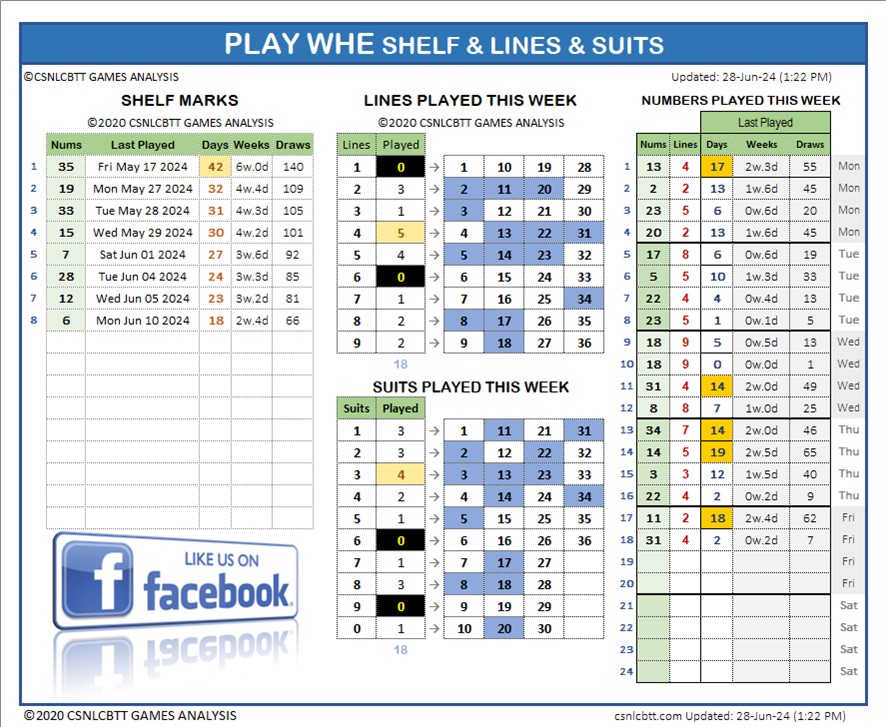 PLAY WHE SHELF & LINES & SUITS
©CSNLCBTT GAMES ANALYSIS
Updated: 28-Jun-24 (1:22 PM)
SHELF MARKS
©2020 CSNLCBTT GAMES ANALYSIS
Nums Last Played Days Weeks Draws
1 35 Fri May 17 2024 42 6w.0d 140
2 19 Mon May 27 2024 32 4w.4d 109
3 33 Tue May 28 2024 31 4w.3d 105
4 15 Wed May 29 2024 30 4w.2d 101
5 7 Sat Jun 01 2024 27 3w.6d 92
6 28 Tue Jun 04 2024 24 3w.3d 85
7 12 Wed Jun 05 2024 23 3w.2d 81
8 6 Mon Jun 10 2024 18 2w.4d 66
LIKE US ON
facebook.
LINES PLAYED THIS WEEK
©2020 CSNLCBTT GAMES ANALYSIS
Lines Played
1 0 → 1 10 19 28
2 3 → 2 11 20 29
3 1 → 3 12 21 30
4 5 → 4 13 22 31
5 4 → 5 14 23 32
6 0 → 6 15 24 33
7 1 → 7 16 25 34
8 2 → 8 17 26 35
9 2 → 9 18 27 36
18
SUITS PLAYED THIS WEEK
Suits Played
1 3 → 1 11 21 31
2 3 → 2 12 22 32
3 4 → 3 13 23 33
4 2 → 4 14 24 34
5 1 → 5 15 25 35
6 0 → 6 16 26 36
7 1 → 7 17 27
8 3 → 8 18 28
9 0 → 9 19 29
0 1 → 10 20 30
18
NUMBERS PLAYED THIS WEEK
Last Played
Nums Lines Days Weeks Draws
1 13 4 17 2w.3d 55 Mon
2 2 2 13 1w.6d 45 Mon
3 23 5 6 0w.6d 20 Mon
4 20 2 13 1w.6d 45 Mon
5 17 8 6 0w.6d 19 Tue
6 5 5 10 1w.3d 33 Tue
7 22 4 4 0w.4d 13 Tue
8 23 5 1 0w.1d 5 Tue
9 18 9 5 0w.5d 13 Wed
10 18 9 0 0w.0d 1 Wed
11 31 4 14 2w.0d 49 Wed
12 8 8 7 1w.0d 25 Wed
13 34 7 14 2w.0d 46 Thu
14 14 5 19 2w.5d 65 Thu
15 3 3 12 1w.5d 40 Thu
16 22 4 2 0w.2d 9 Thu
17 11 2 18 2w.4d 62 Fri
18 31 4 2 0w.2d 7 Fri
19 Fri
20 Fri
21 Sat
22 Sat
23 Sat
24 Sat
©2020 CSNLCBTT GAMES ANALYSIS
csnlcbtt.com Updated: 28-Jun-24 (1:22 PM)